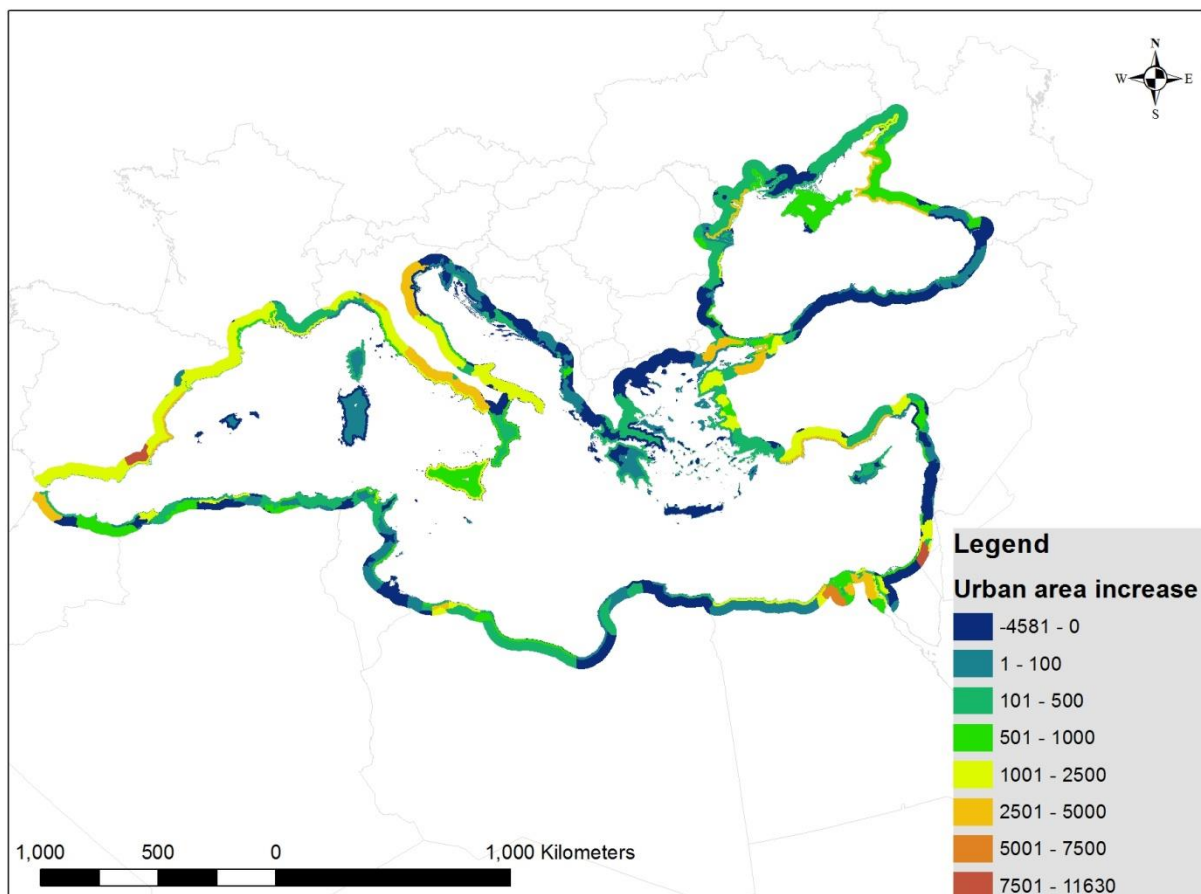 N
W E
S
Legend
Urban area increase
-4581 - 0
1 - 100
101 - 500
501 - 1000
1001 - 2500
2501 - 5000
5001 - 7500
7501 - 11630
1,000 500 0 1,000 Kilometers